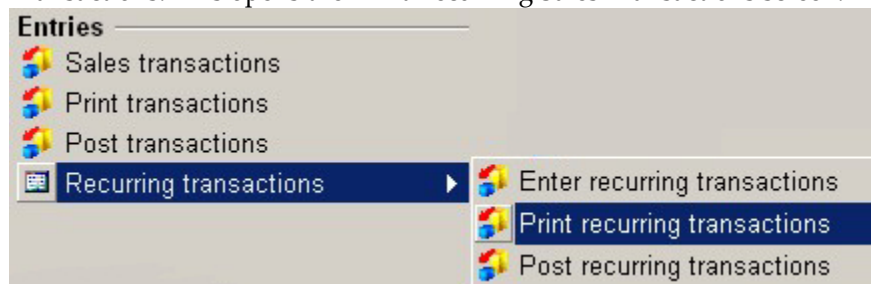 Entries
Sales transactions
Print transactions
Post transactions
Recurring transactions
Enter recurring transactions
Print recurring transactions
Post recurring transactions